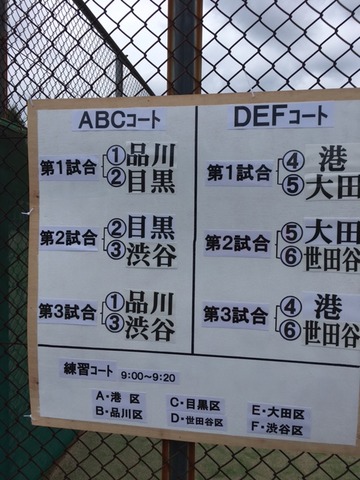 ABCコート
第1試合 ①品川
②目黒
第2試合 ②目黒
③渋谷
第3試合 ①品川
③渋谷
DEFコート
第1試合 ④港
⑤大田
第2試合 ⑤大田
⑥世田谷
第3試合 ④港
⑥世田谷
練習コート 9:00～9:20
A・港 区 C・目黒区 E・大田区
B・品川区 D・世田谷区 F・渋谷区